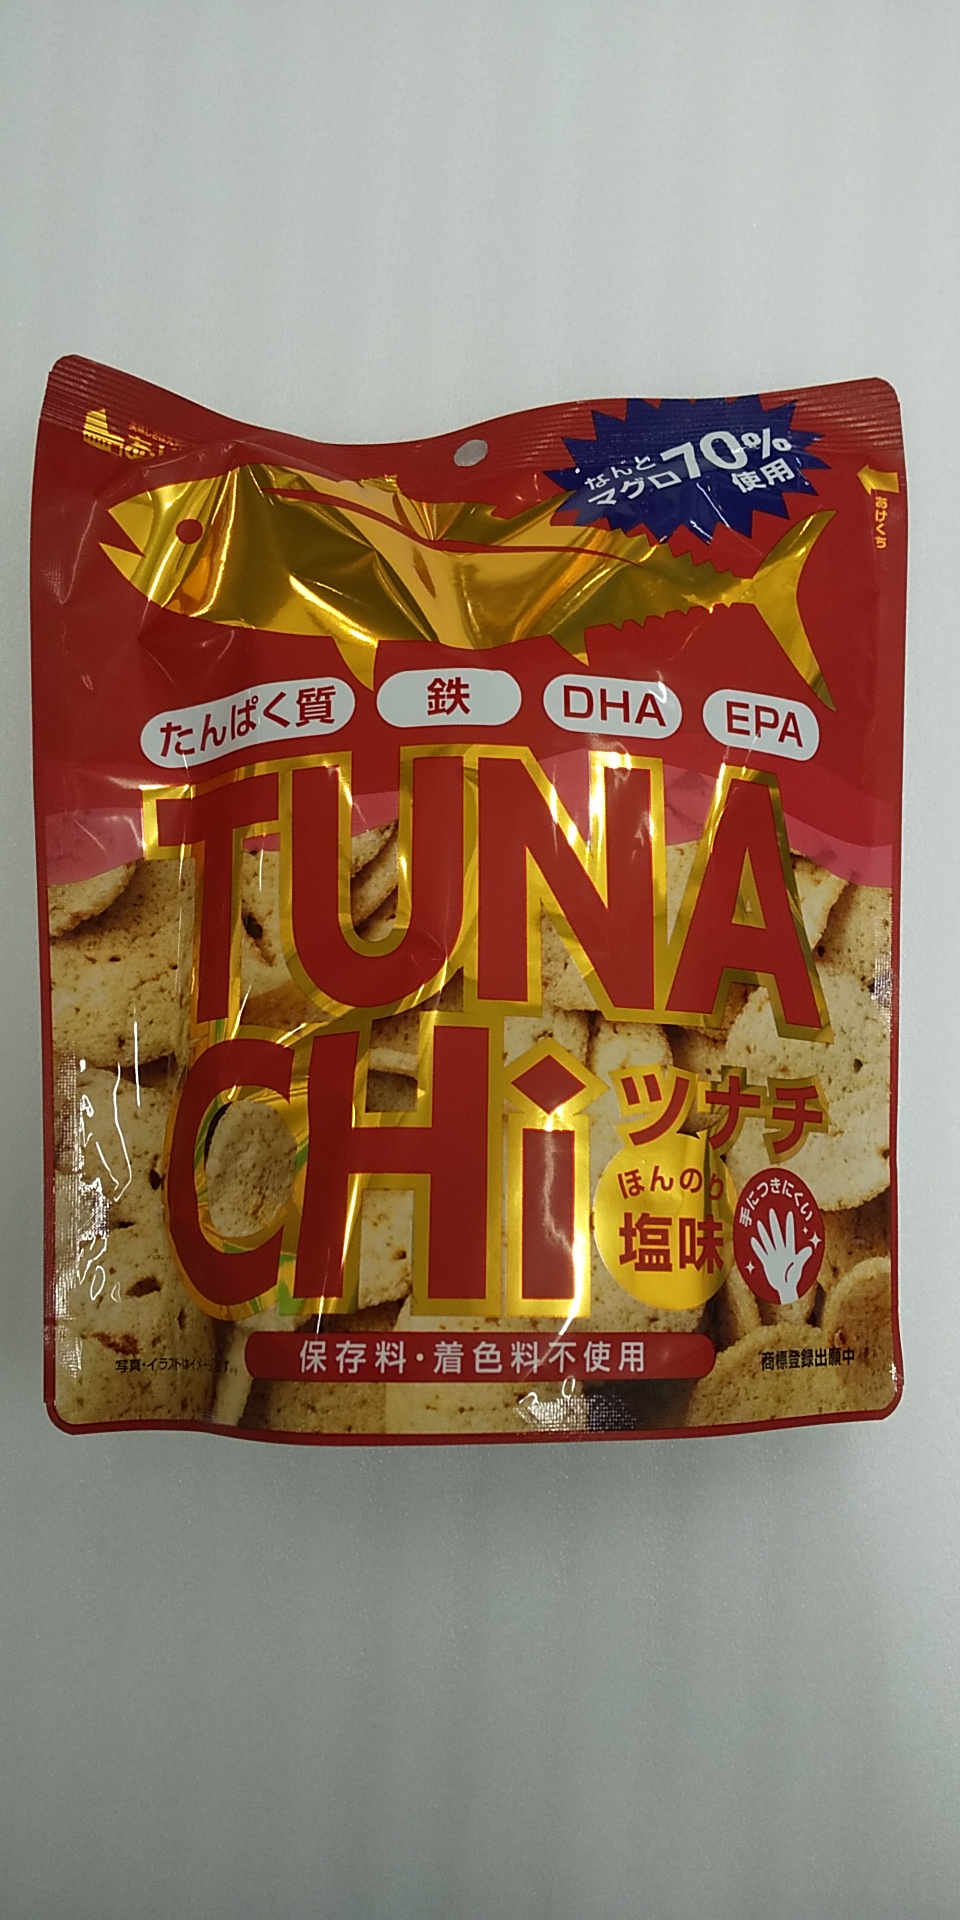 なんと
マグロ70%
使用
あけくち
たんぱく質
鉄
DHA
EPA
TUNA
CHi
ツナチ
ほんのり
塩味
手につきにくい
保存料・着色料不使用
写真・イラストはイメージです。
商標登録出願中